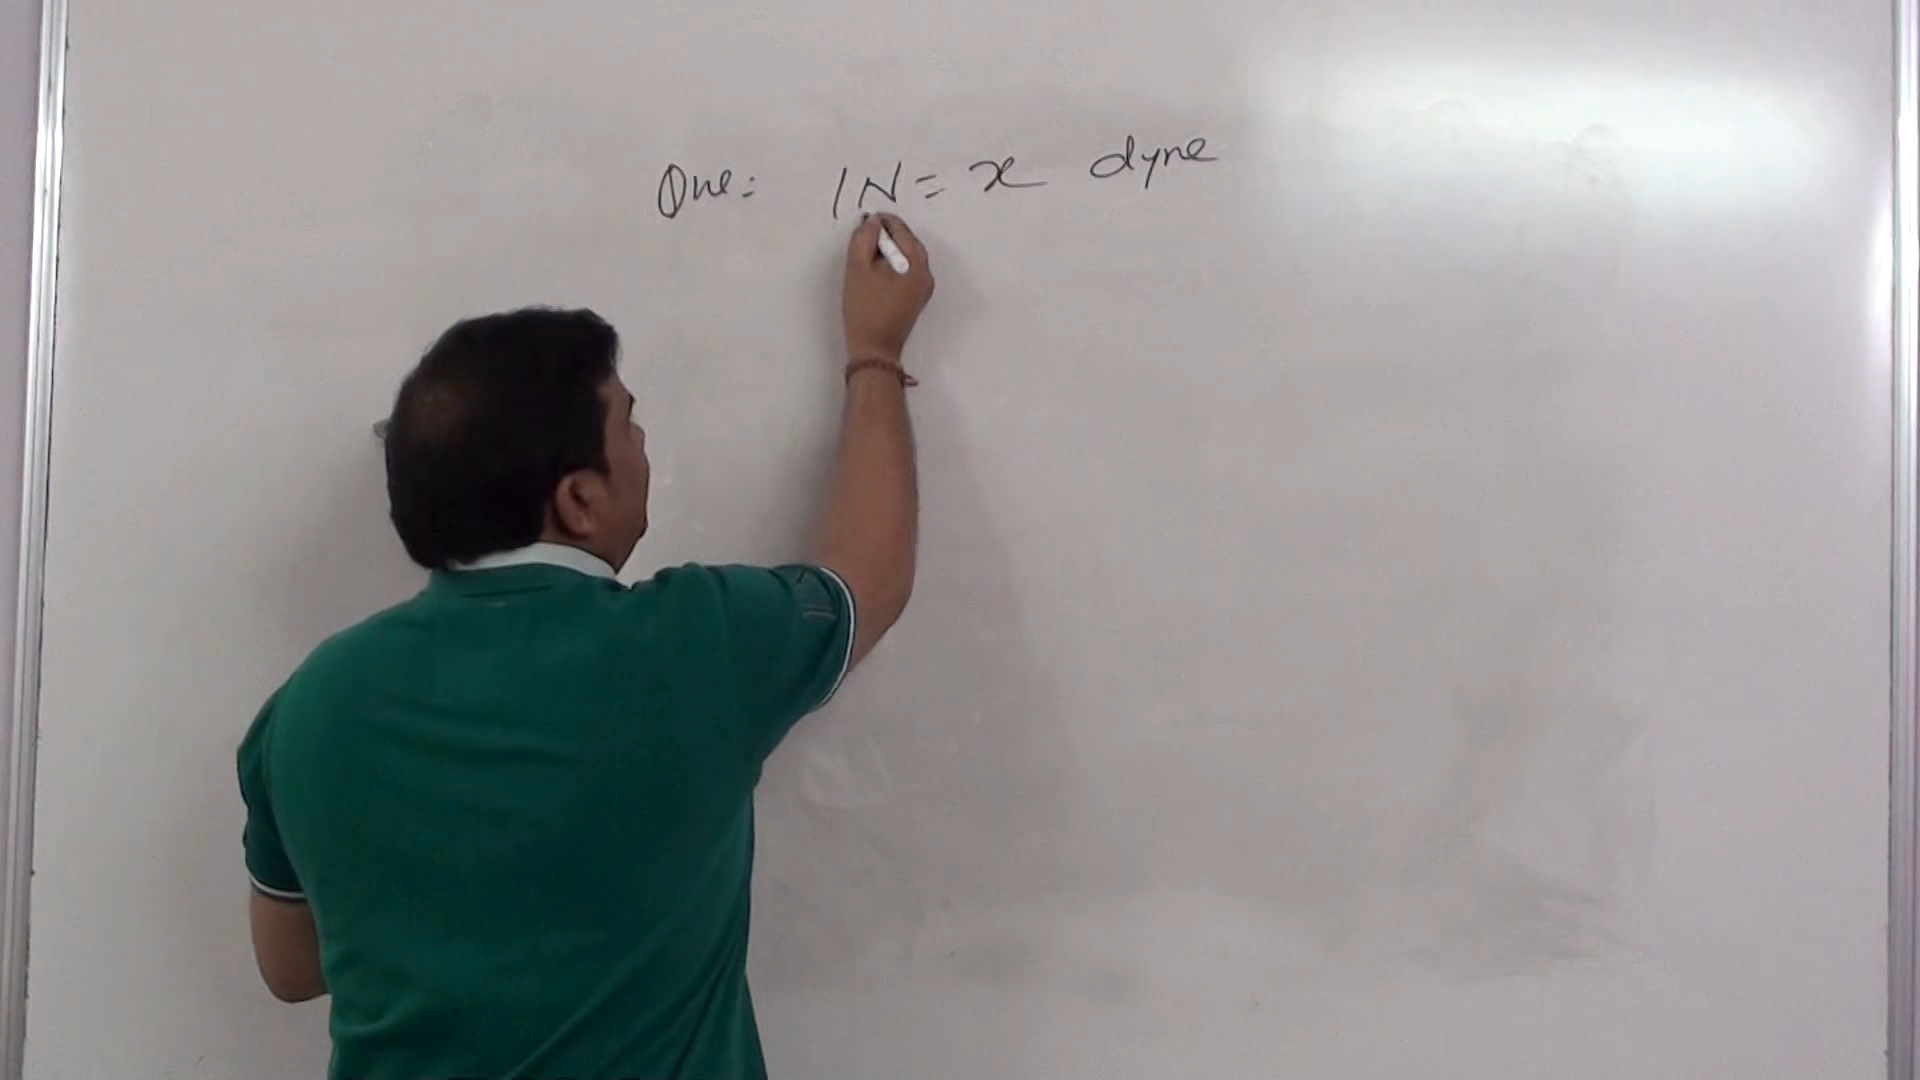 Que: 1N = x dyne